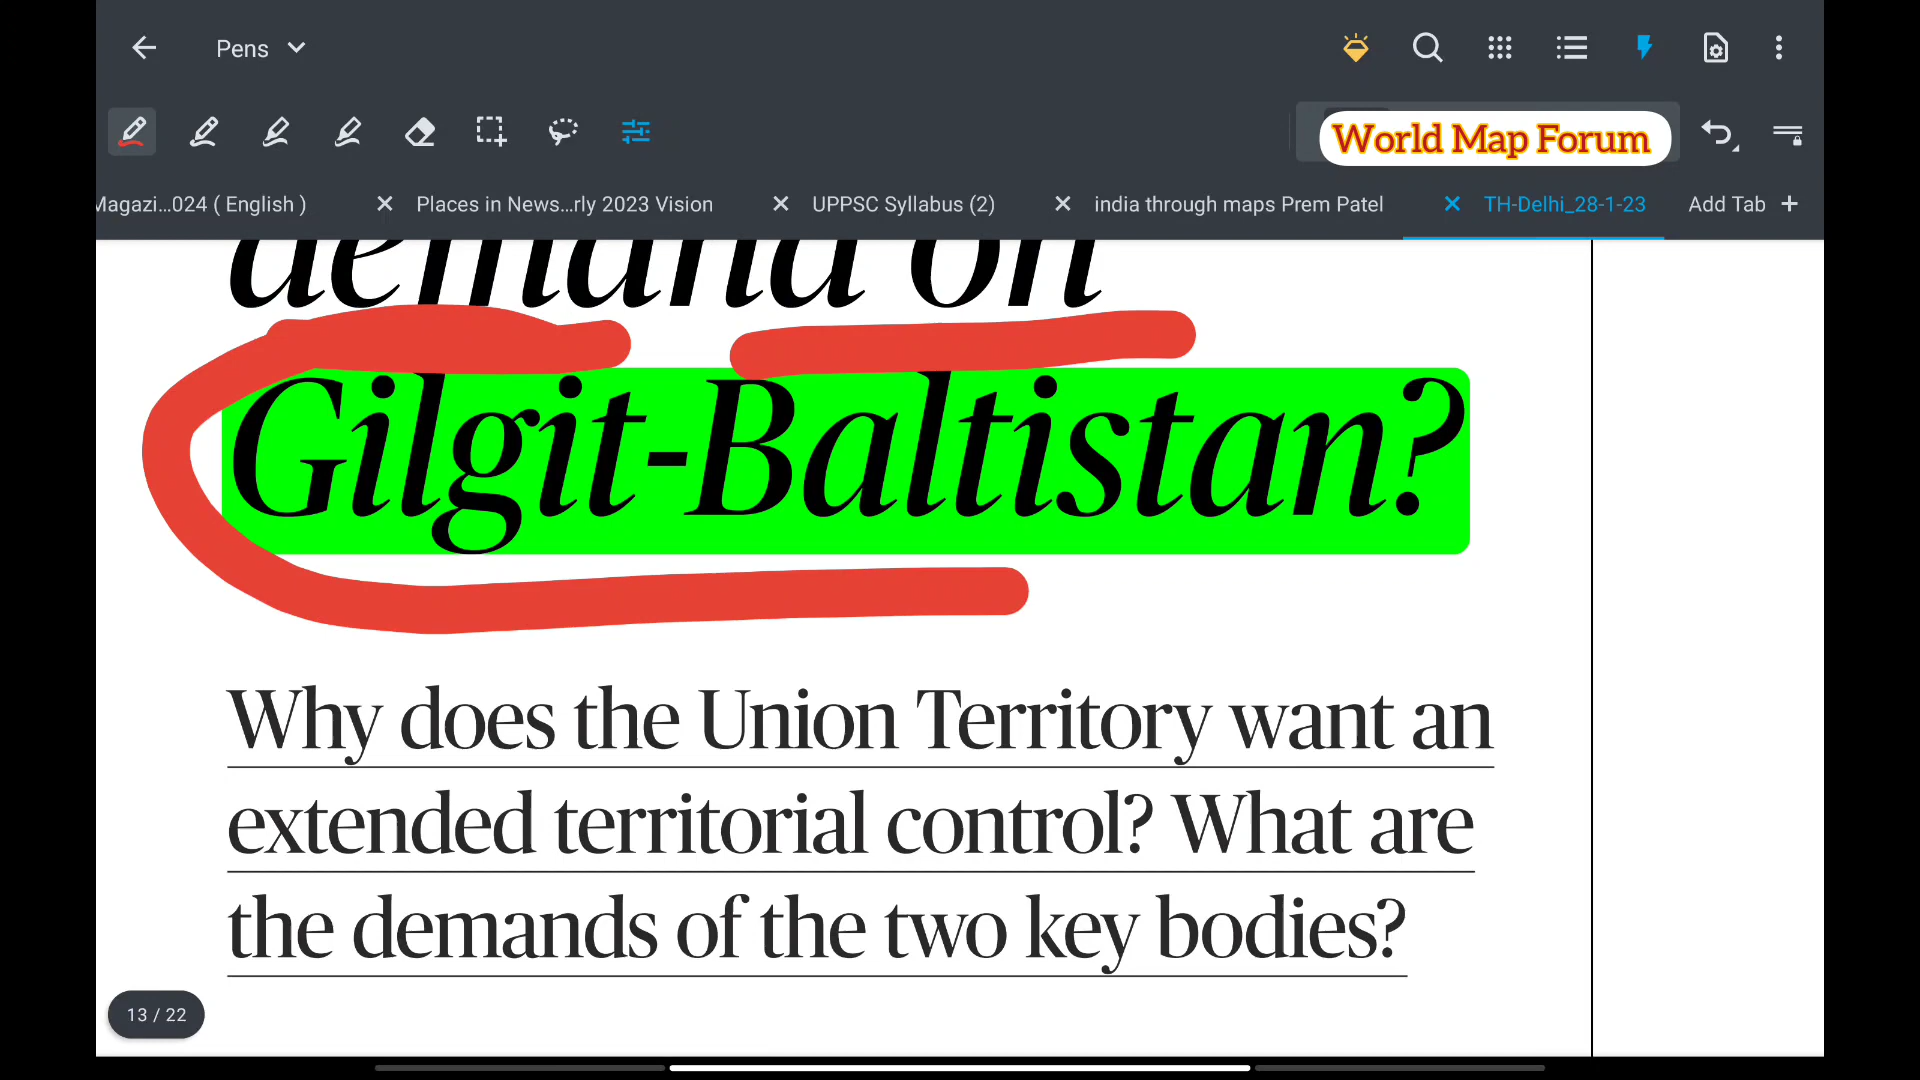 Pens
World Map Forum
Magazi...024 ( English )
Places in News...rly 2023 Vision
UPPSC Syllabus (2)
india through maps Prem Patel
TH-Delhi_28-1-23
Add Tab
demand on
Gilgit-Baltistan?
Why does the Union Territory want an
extended territorial control? What are
the demands of the two key bodies?
13 / 22